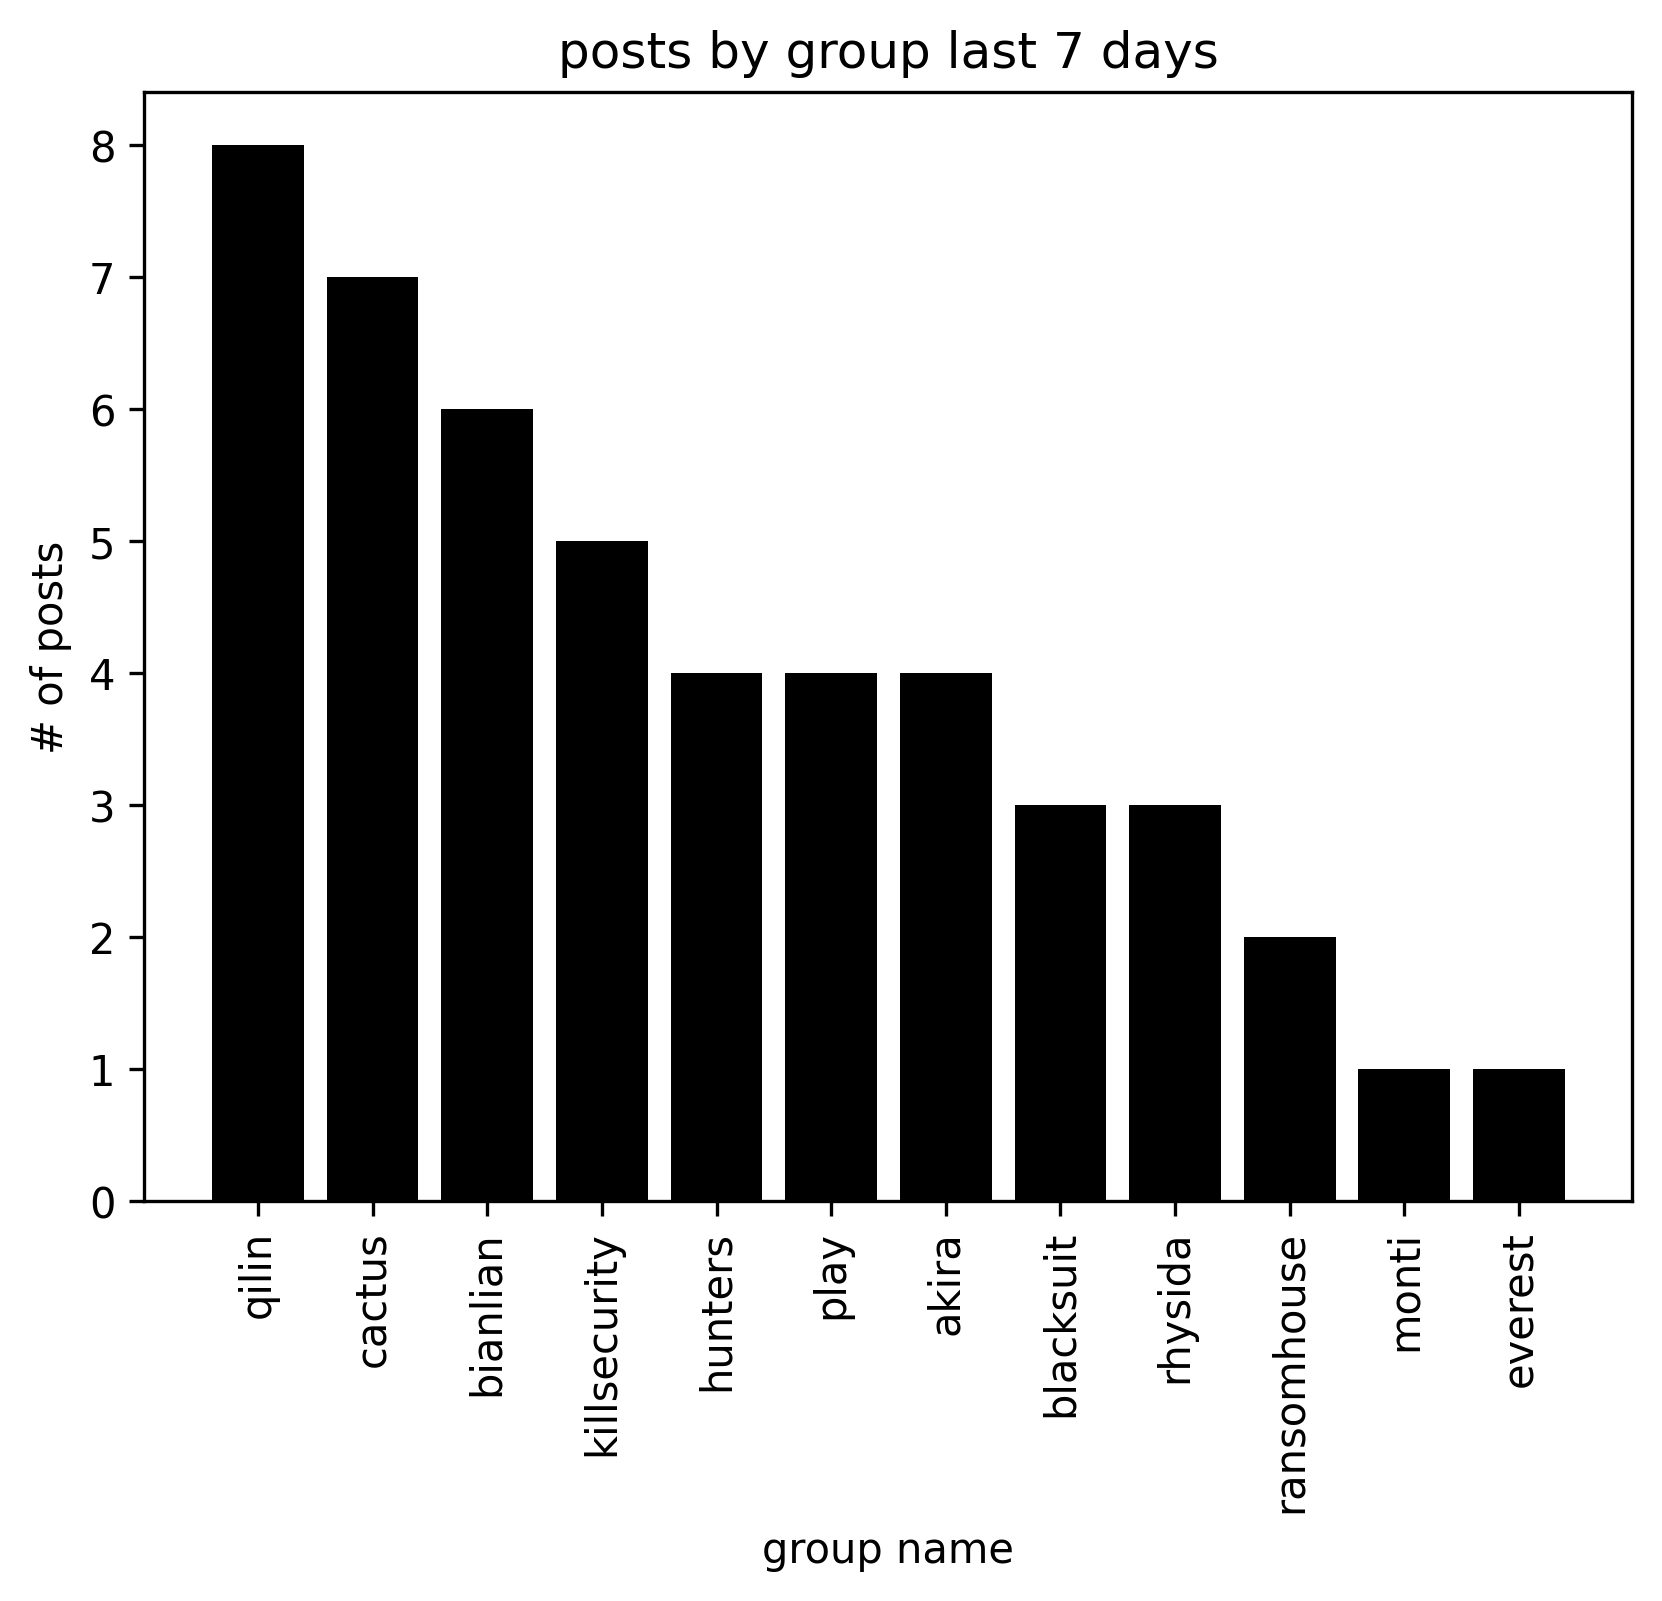 posts by group last 7 days
8
7
6
5
4
3
2
1
0
# of posts
qilin
cactus
bianlian
killsecurity
hunters
play
akira
blacksuit
rhysida
ransomhouse
monti
everest
group name